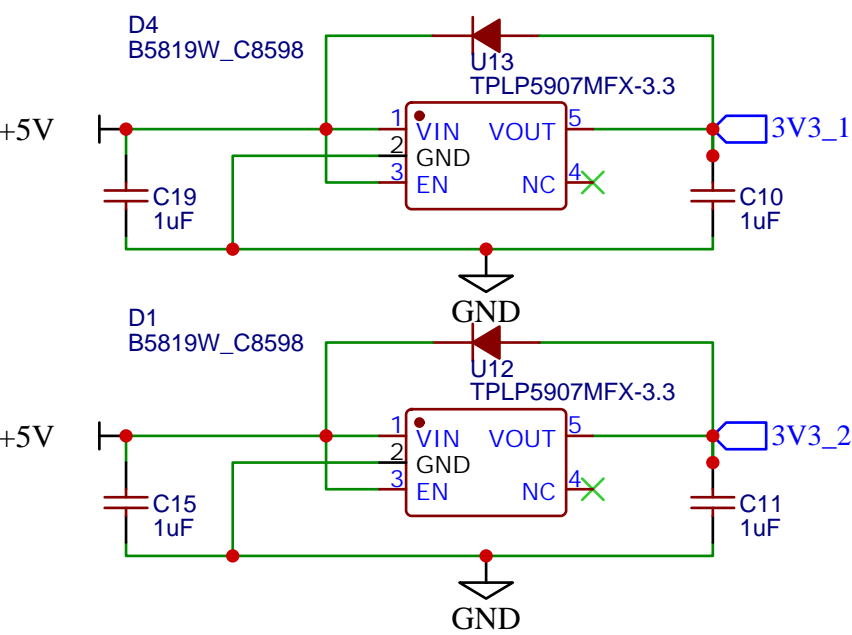 D4
B5819W_C8598
U13
TPLP5907MFX-3.3
+5V
1
VIN
VOUT
5
3V3_1
2
GND
3
EN
NC
4
C19
1uF
C10
1uF
GND
D1
B5819W_C8598
U12
TPLP5907MFX-3.3
+5V
1
VIN
VOUT
5
3V3_2
2
GND
3
EN
NC
4
C15
1uF
C11
1uF
GND